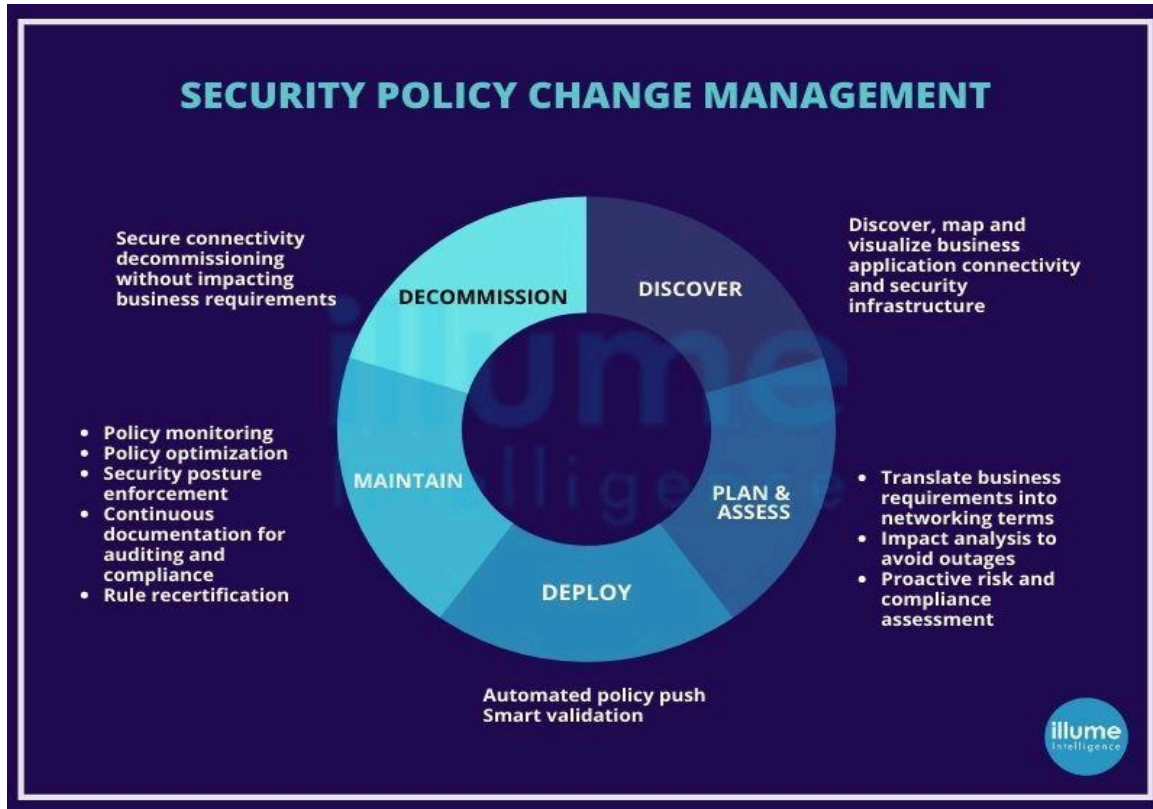 SECURITY POLICY CHANGE MANAGEMENT
DISCOVER
Discover, map and
visualize business
application connectivity
and security
infrastructure
PLAN &
ASSESS
• Translate business
requirements into
networking terms
• Impact analysis to
avoid outages
• Proactive risk and
compliance
assessment
DEPLOY
Automated policy push
Smart validation
MAINTAIN
• Policy monitoring
• Policy optimization
• Security posture
enforcement
• Continuous
documentation for
auditing and
compliance
• Rule recertification
DECOMMISSION
Secure connectivity
decommissioning
without impacting
business requirements
illume
intelligence
illume
intelligence